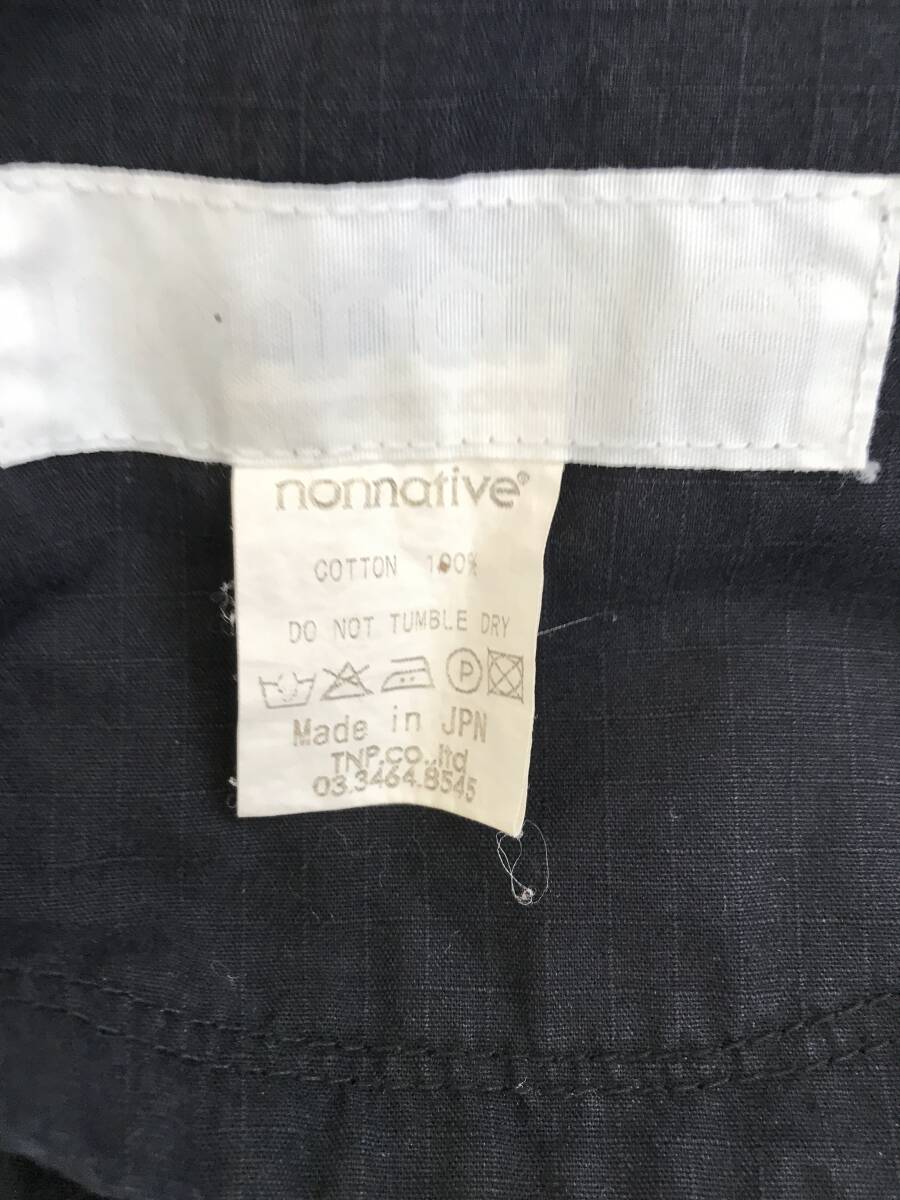 nonnative®
COTTON 100%
DO NOT TUMBLE DRY
P
Made in JPN
TNP.CO.,ltd
03.3464.8545